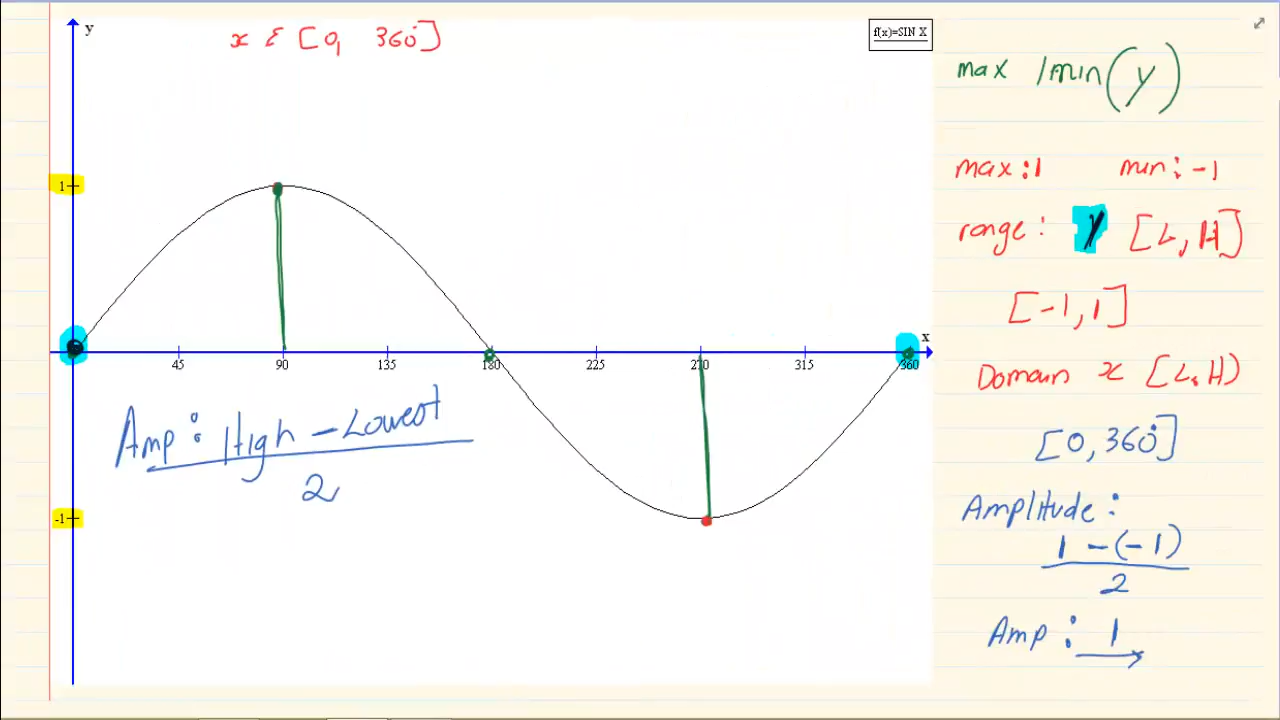 y
x ε [0, 360°]
f(x)=SIN X
max /min (y)
1
max : 1 min : -1
range : y [L, H]
[-1, 1]
x
45 90 135 180 225 270 315 360
Domain x [L, H)
Amp : High - Lowest
2
[0, 360°]
-1
Amplitude :
1 - (-1)
2
Amp : 1